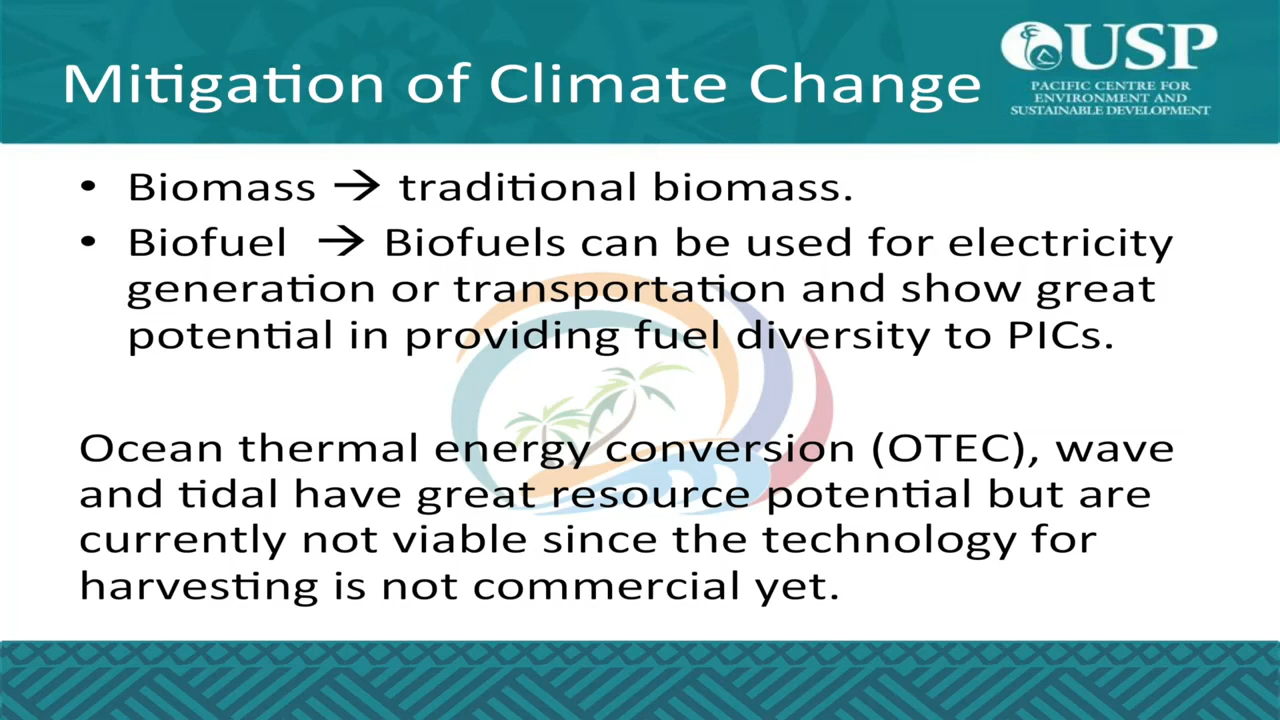 Mitigation of Climate Change
USP
PACIFIC CENTRE FOR
ENVIRONMENT AND
SUSTAINABLE DEVELOPMENT
• Biomass → traditional biomass.
• Biofuel → Biofuels can be used for electricity
generation or transportation and show great
potential in providing fuel diversity to PICs.
Ocean thermal energy conversion (OTEC), wave
and tidal have great resource potential but are
currently not viable since the technology for
harvesting is not commercial yet.